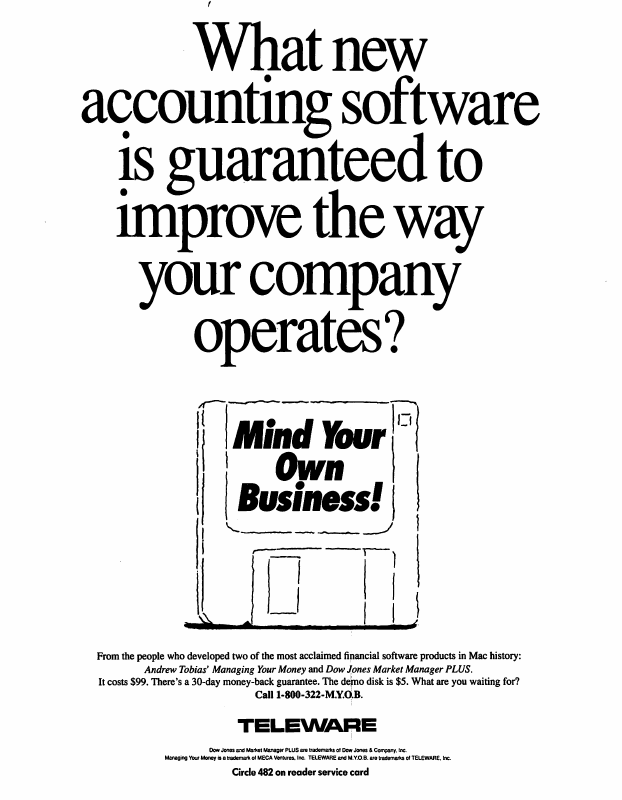 What new
accounting software
is guaranteed to
improve the way
your company
operates?
Mind Your
Own
Business!
From the people who developed two of the most acclaimed financial software products in Mac history:
Andrew Tobias' Managing Your Money and Dow Jones Market Manager PLUS.
It costs $99. There's a 30-day money-back guarantee. The demo disk is $5. What are you waiting for?
Call 1-800-322-M.Y.O.B.
TELEWARE
Dow Jones and Market Manager PLUS are trademarks of Dow Jones & Company, Inc.
Managing Your Money is a trademark of MECA Ventures, Inc. TELEWARE and M.Y.O.B. are trademarks of TELEWARE, Inc.
Circle 482 on reader service card